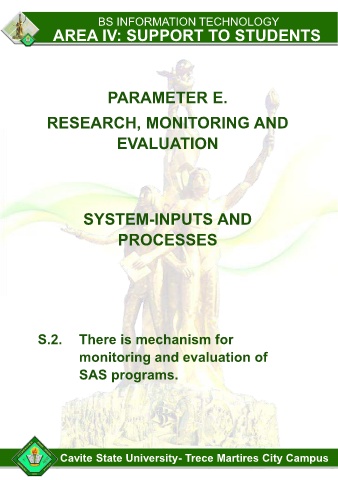 BS INFORMATION TECHNOLOGY
AREA IV: SUPPORT TO STUDENTS
PARAMETER E.
RESEARCH, MONITORING AND
EVALUATION
SYSTEM-INPUTS AND
PROCESSES
S.2. There is mechanism for
monitoring and evaluation of
SAS programs.
Cavite State University- Trece Martires City Campus